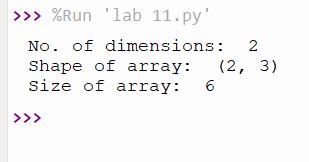 >>> %Run 'lab 11.py'
No. of dimensions:  2
Shape of array:  (2, 3)
Size of array:  6
>>>